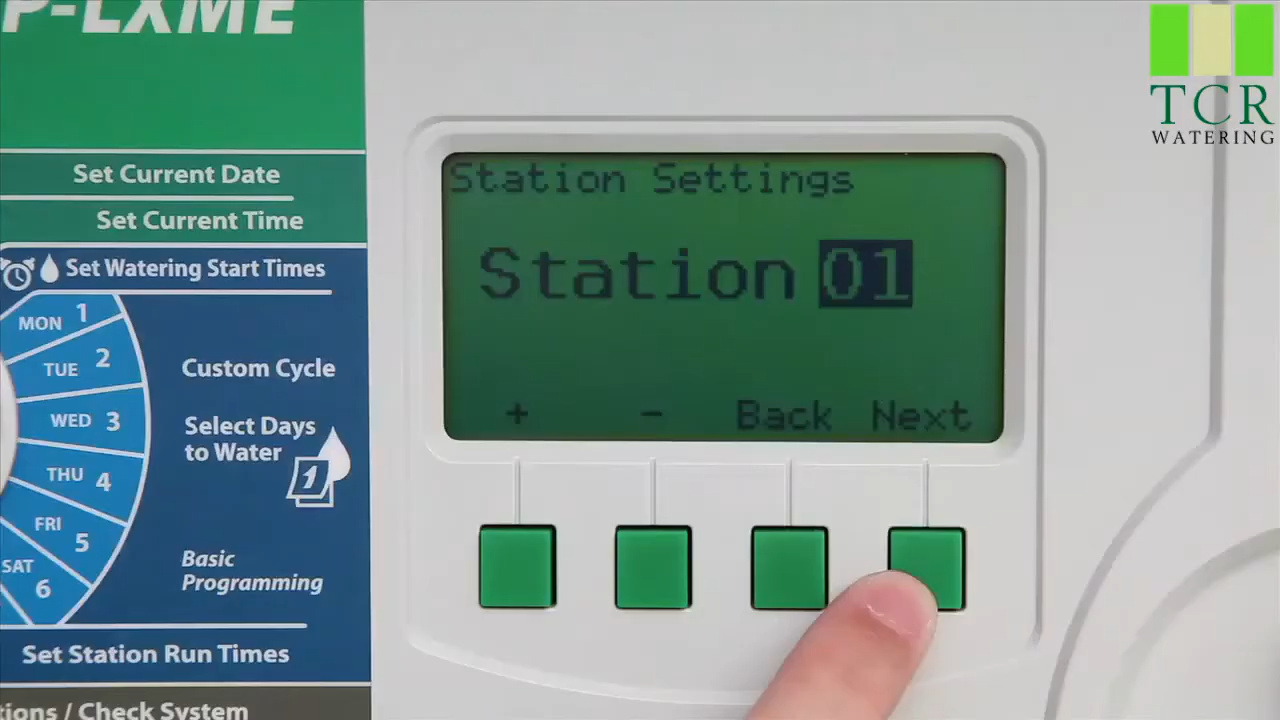 P-LXME
TCR
WATERING
Set Current Date
Set Current Time
Set Watering Start Times
MON 1
TUE 2
WED 3
THU 4
FRI 5
SAT 6
Custom Cycle
Select Days
to Water
1
Basic
Programming
Set Station Run Times
/ Check System
Station Settings
Station 01
+ - Back Next